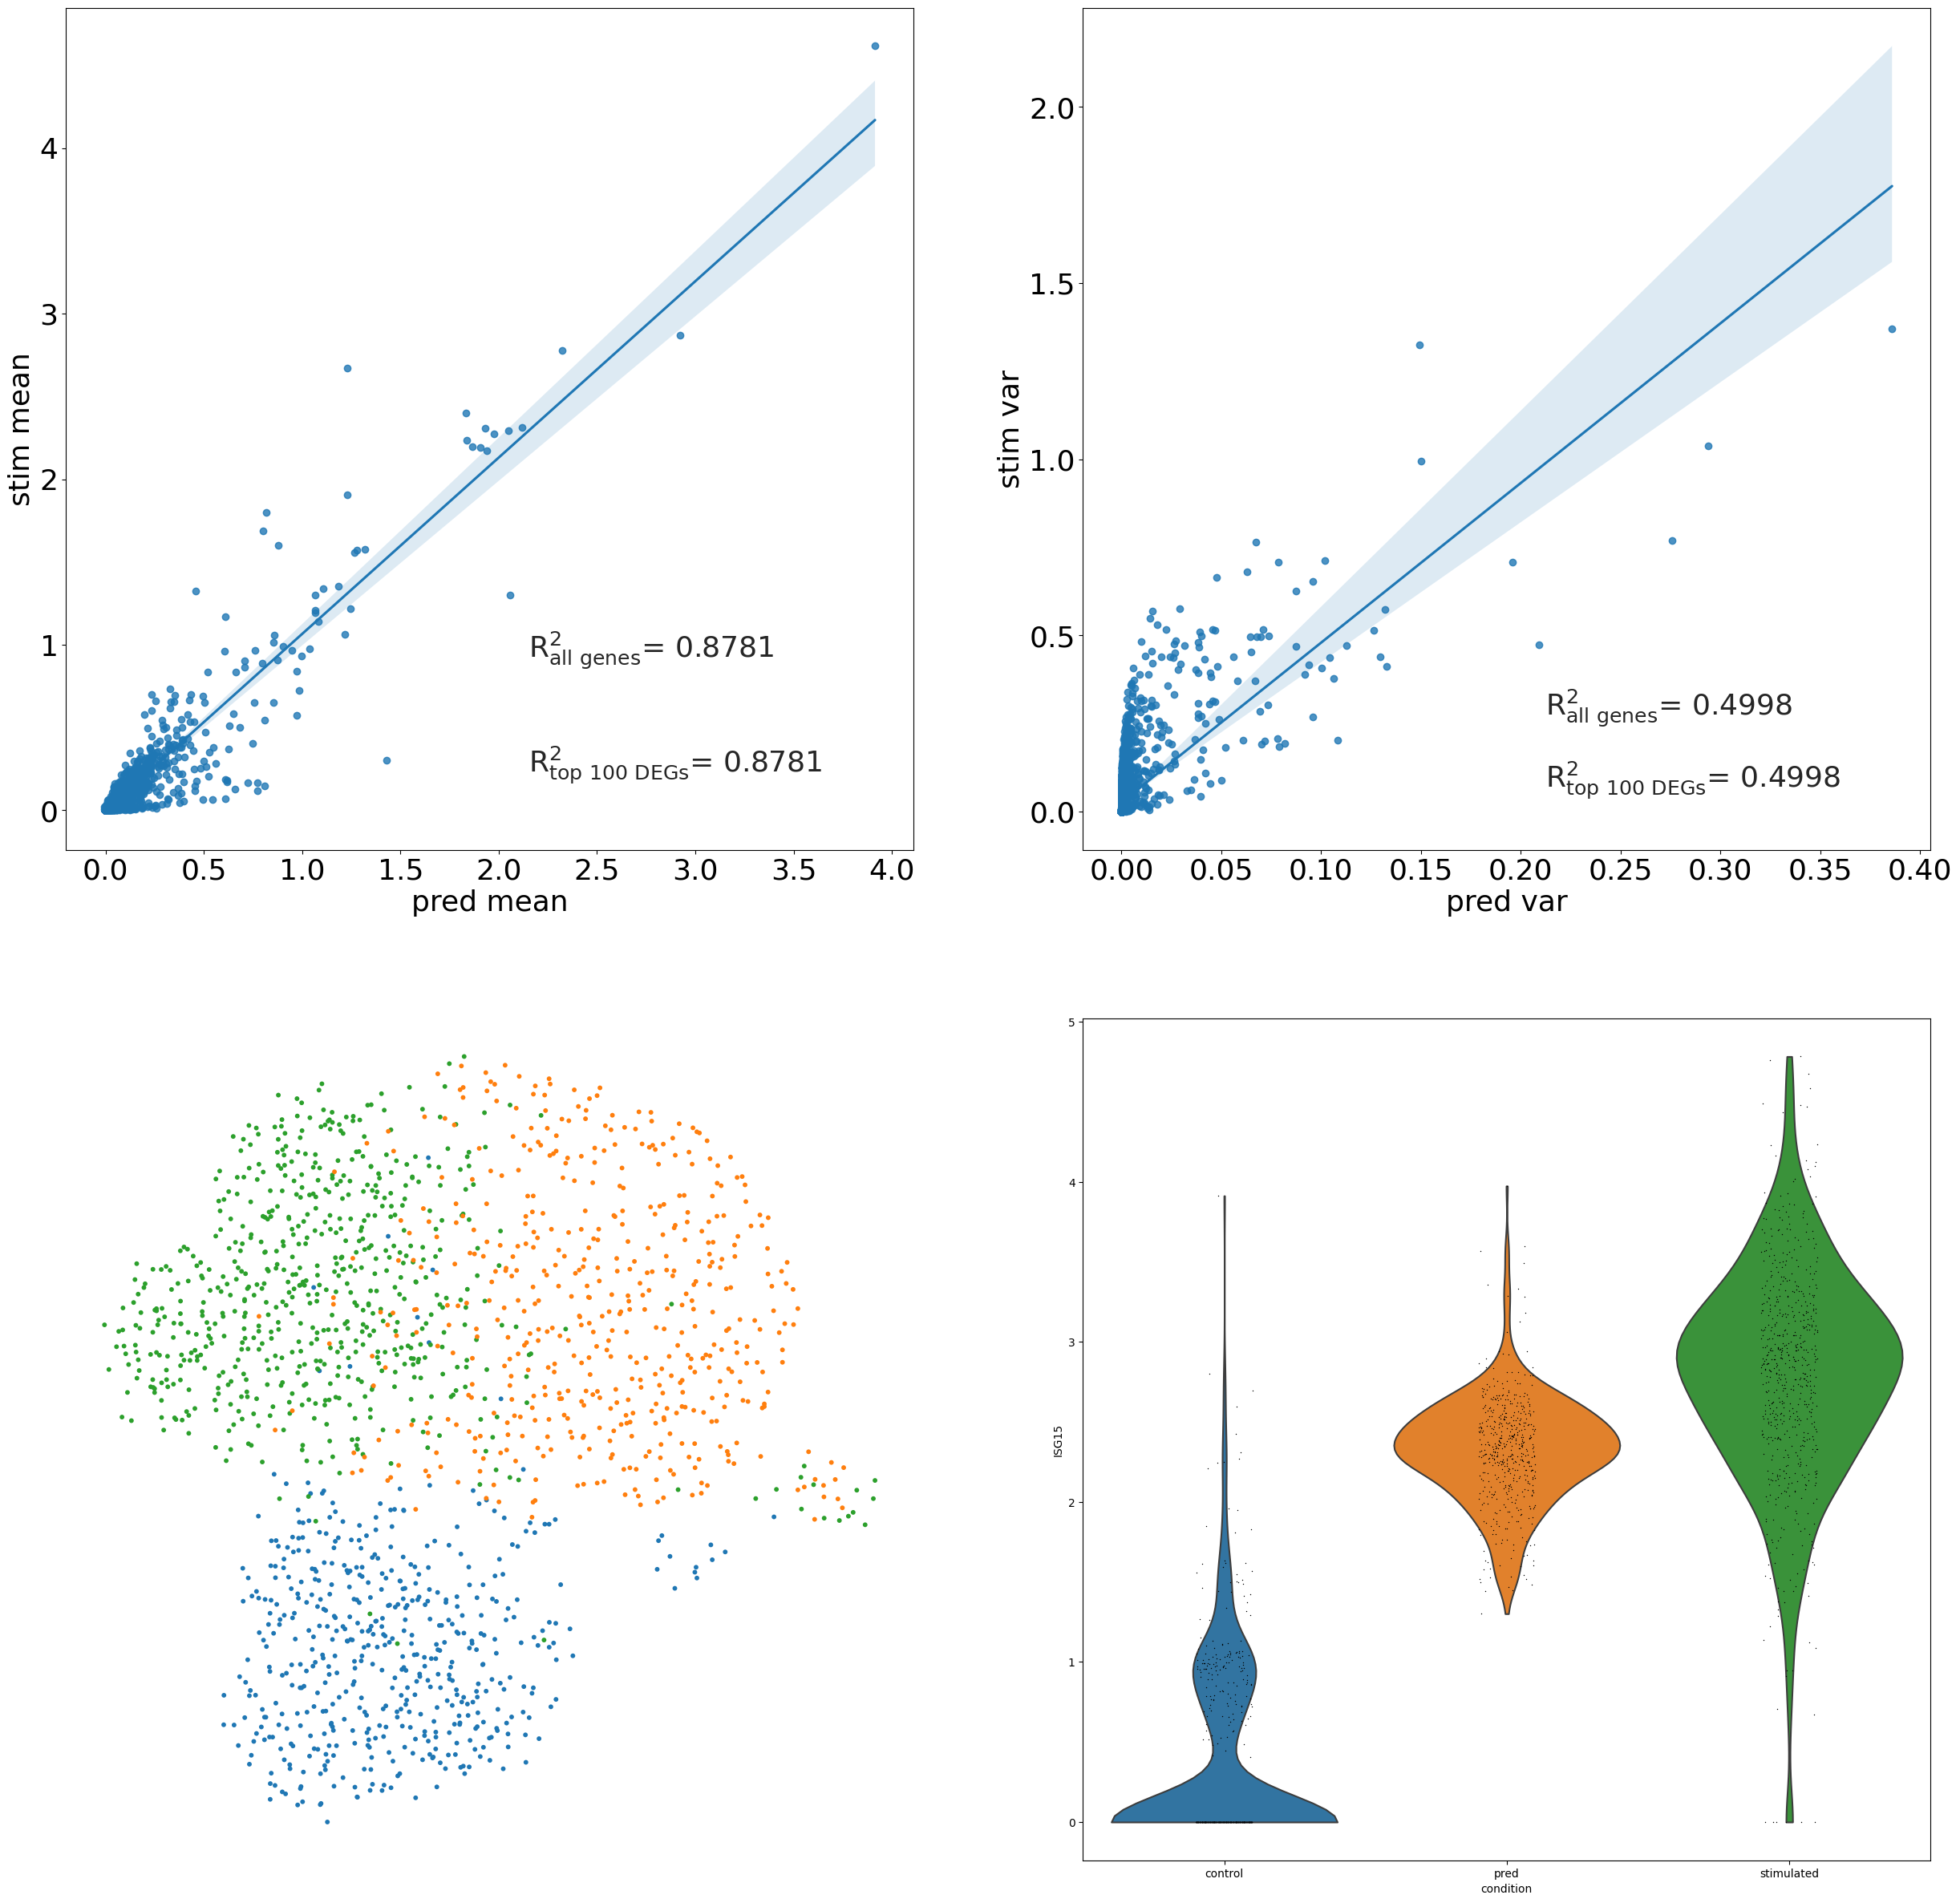 4
3
2
1
0
stim mean
R²all genes= 0.8781
R²top 100 DEGs= 0.8781
0.0 0.5 1.0 1.5 2.0 2.5 3.0 3.5 4.0
pred mean
2.0
1.5
1.0
0.5
0.0
stim var
R²all genes= 0.4998
R²top 100 DEGs= 0.4998
0.00 0.05 0.10 0.15 0.20 0.25 0.30 0.35 0.40
pred var
5
4
3
2
1
0
ISG15
control pred stimulated
condition